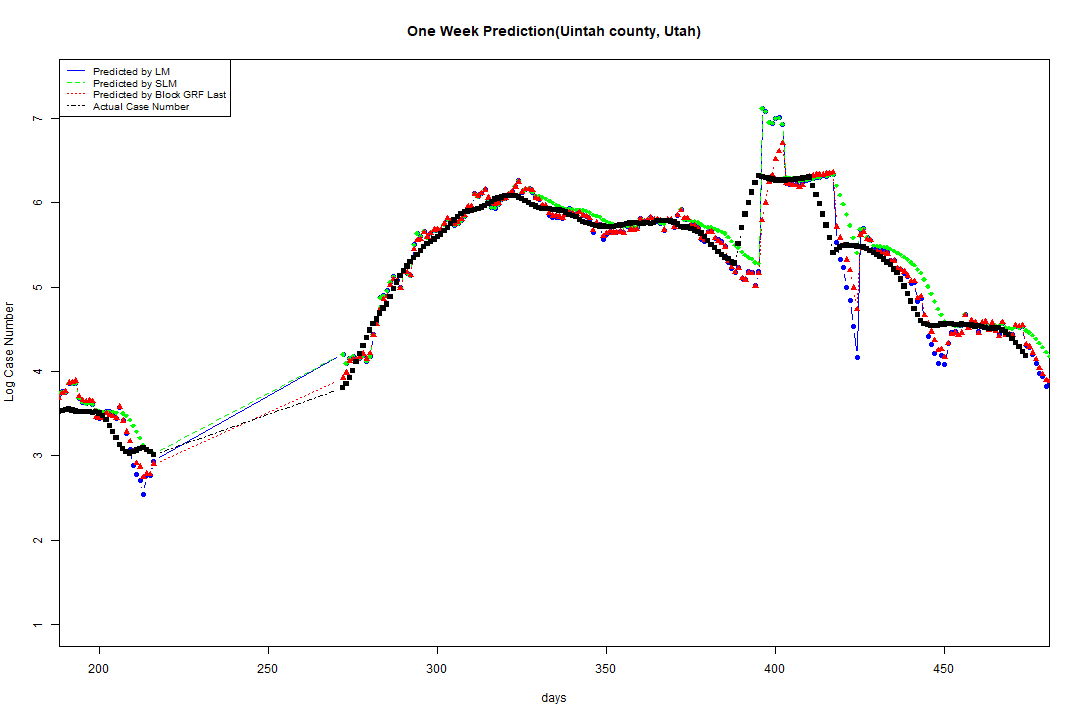 One Week Prediction(Uintah county, Utah)
Predicted by LM
Predicted by SLM
Predicted by Block GRF Last
Actual Case Number
Log Case Number
7
6
5
4
3
2
1
200 250 300 350 400 450
days